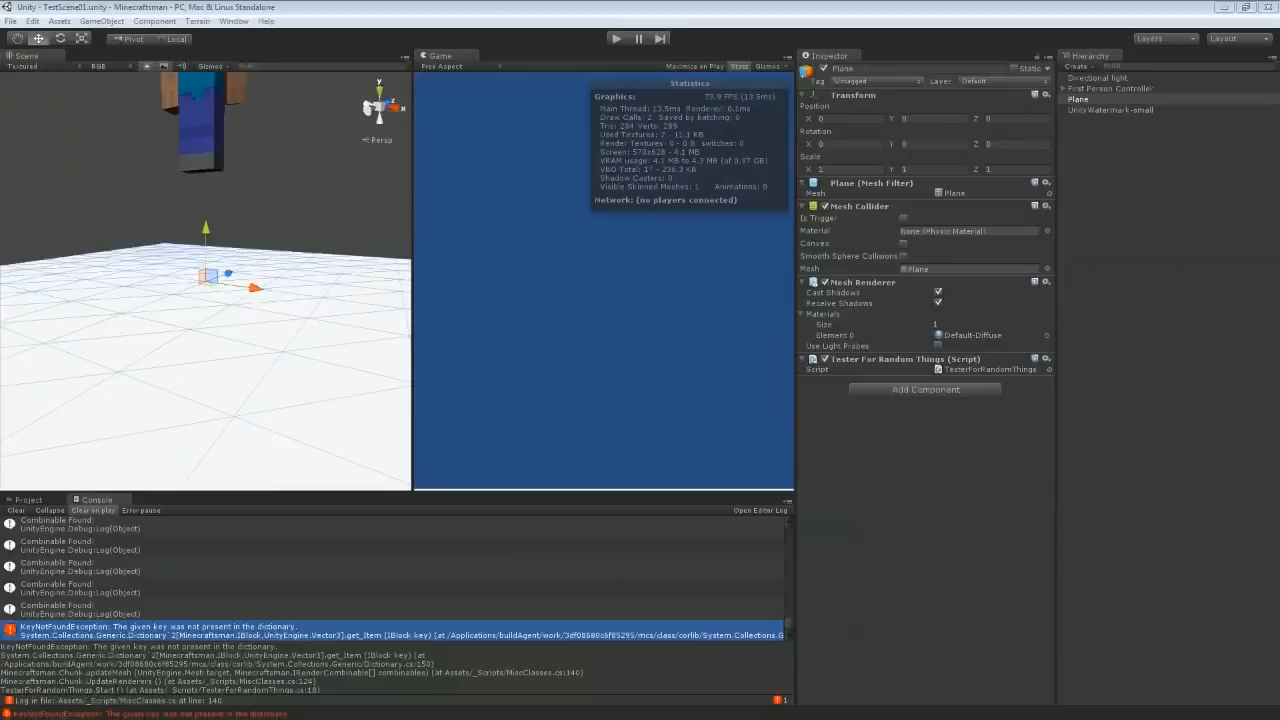 Unity - TestScene01.unity - Minecraftsman - PC, Mac & Linux Standalone
File Edit Assets GameObject Component Terrain Window Help
Pivot Local Layers Layout
Scene
Textured RGB Gizmos
y
x
z
Persp
Game
Free Aspect Maximize on Play Stats Gizmos
Statistics
Graphics: 73.9 FPS (13.5ms)
Main Thread: 13.5ms Renderer: 0.1ms
Draw Calls: 2 Saved by batching: 0
Tris: 284 Verts: 289
Used Textures: 2 - 11.1 KB
Render Textures: 0 - 0 B switches: 0
Screen: 570x628 - 4.1 MB
VRAM usage: 4.1 MB to 4.3 MB (of 0.97 GB)
VBO Total: 17 - 236.3 KB
Shadow Casters: 0
Visible Skinned Meshes: 1 Animations: 0
Network: (no players connected)
Inspector
Plane Static
Tag Untagged Layer Default
Transform
Position
X 0 Y 0 Z 0
Rotation
X 0 Y 0 Z 0
Scale
X 1 Y 1 Z 1
Plane (Mesh Filter)
Mesh Plane
Mesh Collider
Is Trigger
Material None (Physic Material)
Convex
Smooth Sphere Collisions
Mesh Plane
Mesh Renderer
Cast Shadows
Receive Shadows
Materials
Size 1
Element 0 Default-Diffuse
Use Light Probes
Tester For Random Things (Script)
Script TesterForRandomThings
Add Component
Hierarchy
Create
Directional light
First Person Controller
Plane
UnityWatermark-small
Project Console
Clear Collapse Clear on play Error pause Open Editor Log
Combinable Found!
UnityEngine.Debug:Log(Object)
Combinable Found!
UnityEngine.Debug:Log(Object)
Combinable Found!
UnityEngine.Debug:Log(Object)
Combinable Found!
UnityEngine.Debug:Log(Object)
Combinable Found!
UnityEngine.Debug:Log(Object)
KeyNotFoundException: The given key was not present in the dictionary.
System.Collections.Generic.Dictionary`2[Minecraftsman.IBlock,UnityEngine.Vector3].get_Item (IBlock key) (at /Applications/buildAgent/work/3df08680c6f85295/mcs/class/corlib/System.Collections.G
KeyNotFoundException: The given key was not present in the dictionary.
System.Collections.Generic.Dictionary`2[Minecraftsman.IBlock,UnityEngine.Vector3].get_Item (IBlock key) (at
/Applications/buildAgent/work/3df08680c6f85295/mcs/class/corlib/System.Collections.Generic/Dictionary.cs:150)
Minecraftsman.Chunk.updateMesh (UnityEngine.Mesh target, Minecraftsman.IRenderCombinable[] combinables) (at Assets/_Scripts/MiscClasses.cs:140)
Minecraftsman.Chunk.UpdateRenderers () (at Assets/_Scripts/MiscClasses.cs:124)
TesterForRandomThings.Start () (at Assets/_Scripts/TesterForRandomThings.cs:18)
Log in file: Assets/_Scripts/MiscClasses.cs at line: 140 1
KeyNotFoundException: The given key was not present in the dictionary.